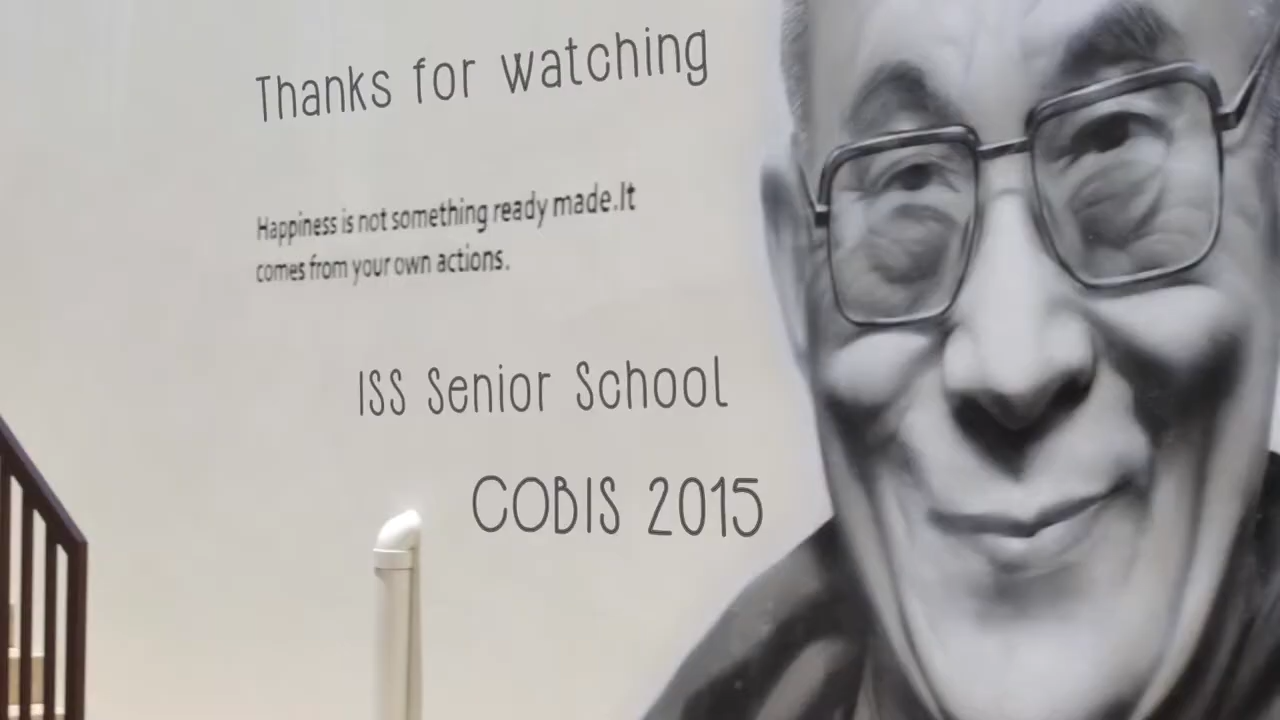 Thanks for watching
Happiness is not something ready made.It
comes from your own actions.
ISS Senior School
COBIS 2015